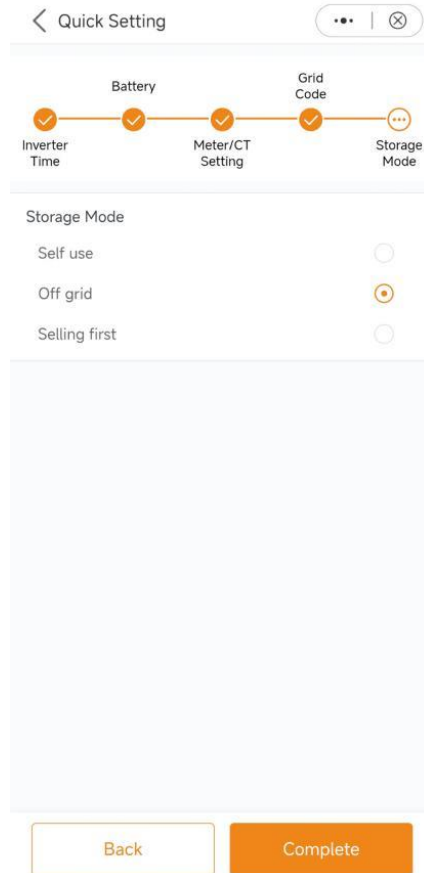 Quick Setting
Battery
Grid
Code
Inverter
Time
Meter/CT
Setting
Storage
Mode
Storage Mode
Self use
Off grid
Selling first
Back
Complete